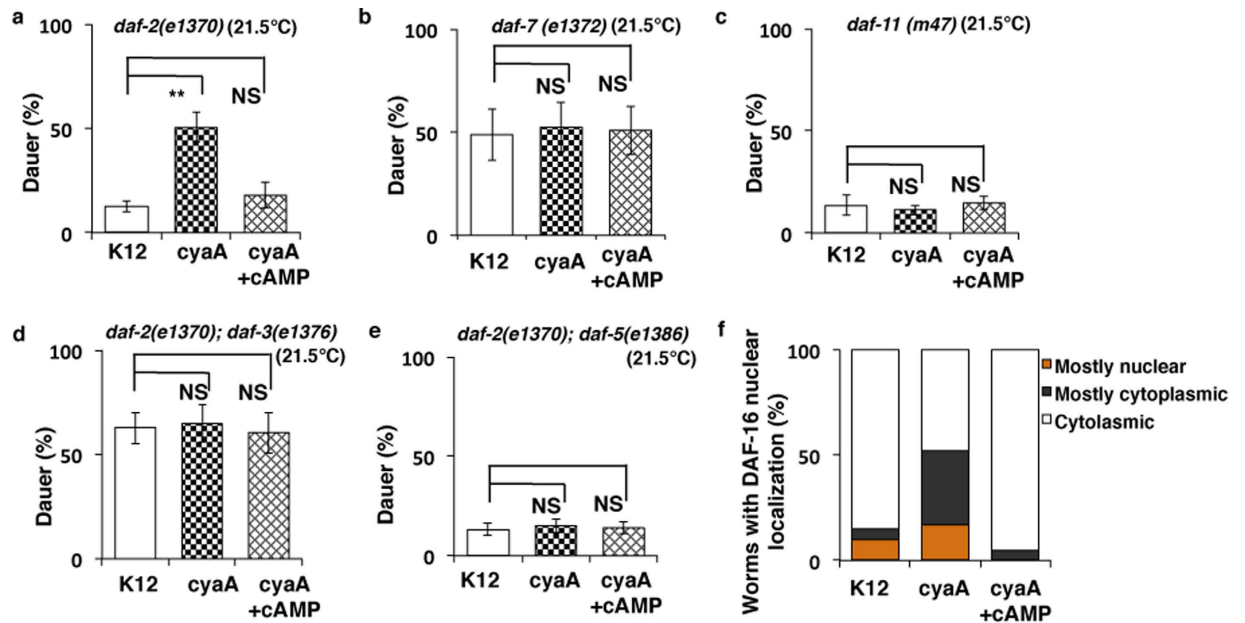 a
daf-2(e1370) (21.5°C)
100
50
0
Dauer (%)
**
NS
K12
cyaA
cyaA
+cAMP
b
daf-7 (e1372) (21.5°C)
100
50
0
Dauer (%)
NS
NS
K12
cyaA
cyaA
+cAMP
c
daf-11 (m47) (21.5°C)
100
50
0
Dauer (%)
NS
NS
K12
cyaA
cyaA
+cAMP
d
daf-2(e1370); daf-3(e1376)
(21.5°C)
100
50
0
Dauer (%)
NS
NS
K12
cyaA
cyaA
+cAMP
e
daf-2(e1370); daf-5(e1386)
(21.5°C)
100
50
0
Dauer (%)
NS
NS
K12
cyaA
cyaA
+cAMP
f
Worms with DAF-16 nuclear
localization (%)
100
50
0
K12
cyaA
cyaA
+cAMP
Mostly nuclear
Mostly cytoplasmic
Cytolasmic